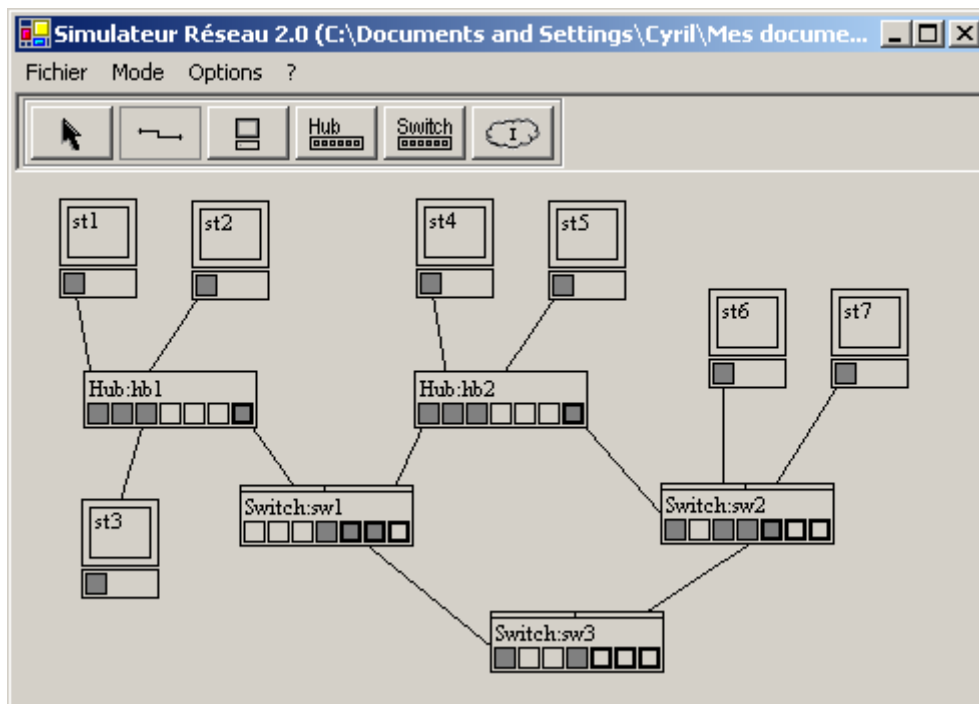 Simulateur Réseau 2.0 (C:\Documents and Settings\Cyril\Mes docume...
Fichier Mode Options ?
Hub Switch I
st1 st2 st4 st5
st6 st7
Hub:hb1 Hub:hb2
st3 Switch:sw1 Switch:sw2
Switch:sw3